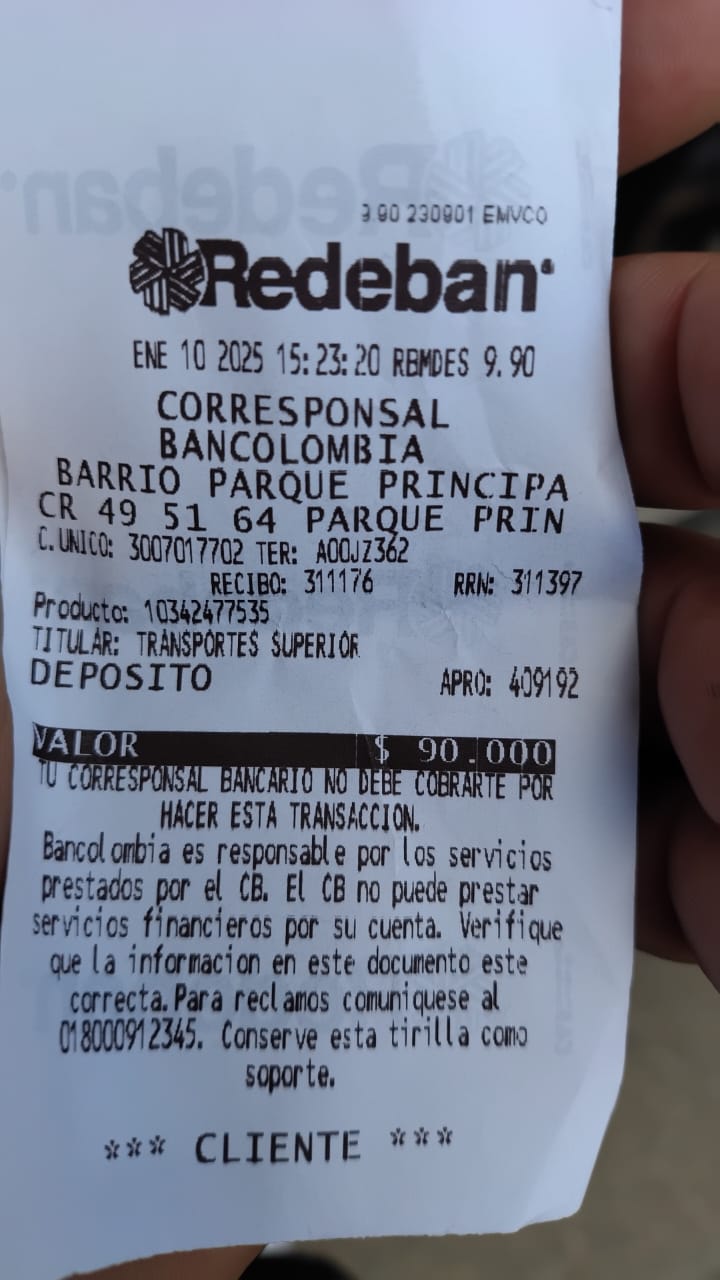 9.90 230901 EMVCO
Redeban
ENE 10 2025 15:23:20 RBMDES 9.90
CORRESPONSAL
BANCOLOMBIA
BARRIO PARQUE PRINCIPA
CR 49 51 64 PARQUE PRIN
C.UNICO: 3007017702 TER: A00JZ362
RECIBO: 311176 RRN: 311397
Producto: 10342477535
TITULAR: TRANSPORTES SUPERIOR
DEPOSITO APRO: 409192
VALOR $ 90.000
TU CORRESPONSAL BANCARIO NO DEBE COBRARTE POR
HACER ESTA TRANSACCION.
Bancolombia es responsable por los servicios
prestados por el CB. El CB no puede prestar
servicios financieros por su cuenta. Verifique
que la informacion en este documento este
correcta.Para reclamos comuniquese al
018000912345. Conserve esta tirilla como
soporte.
*** CLIENTE ***